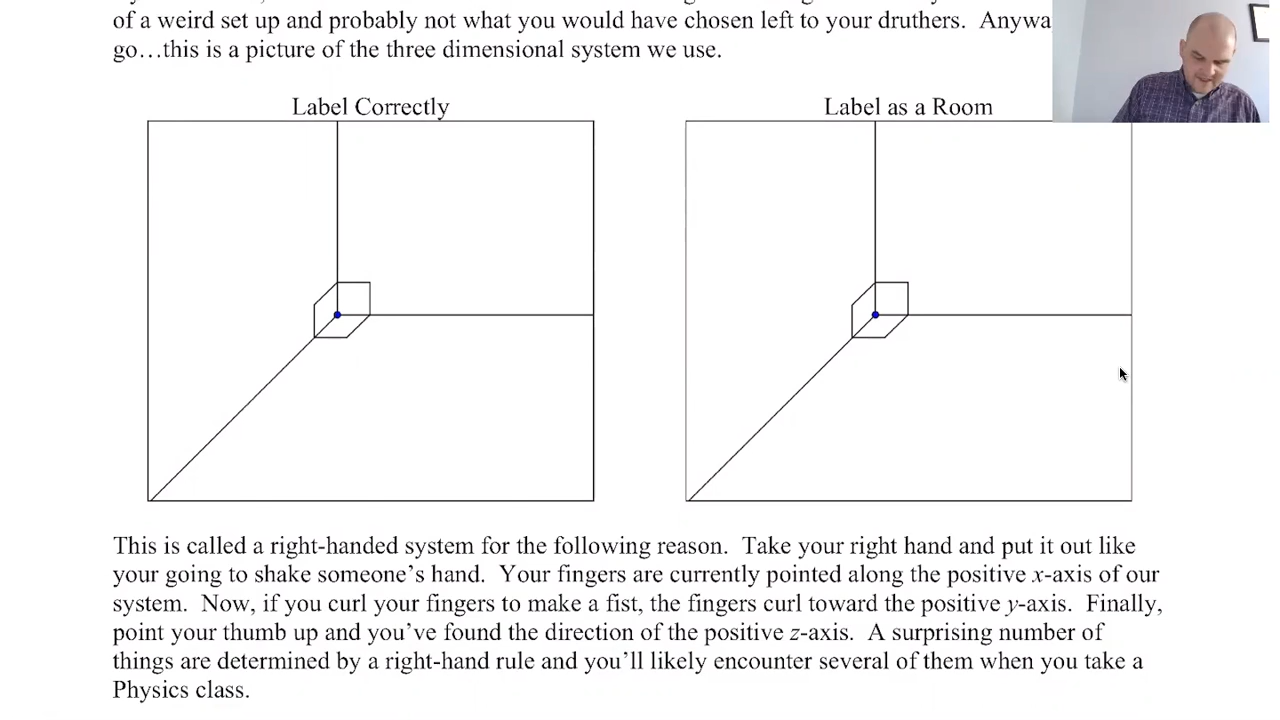 of a weird set up and probably not what you would have chosen left to your druthers.  Anywa
go…this is a picture of the three dimensional system we use.
Label Correctly
Label as a Room
This is called a right-handed system for the following reason.  Take your right hand and put it out like
your going to shake someone’s hand.  Your fingers are currently pointed along the positive x-axis of our
system.  Now, if you curl your fingers to make a fist, the fingers curl toward the positive y-axis.  Finally,
point your thumb up and you’ve found the direction of the positive z-axis.  A surprising number of
things are determined by a right-hand rule and you’ll likely encounter several of them when you take a
Physics class.